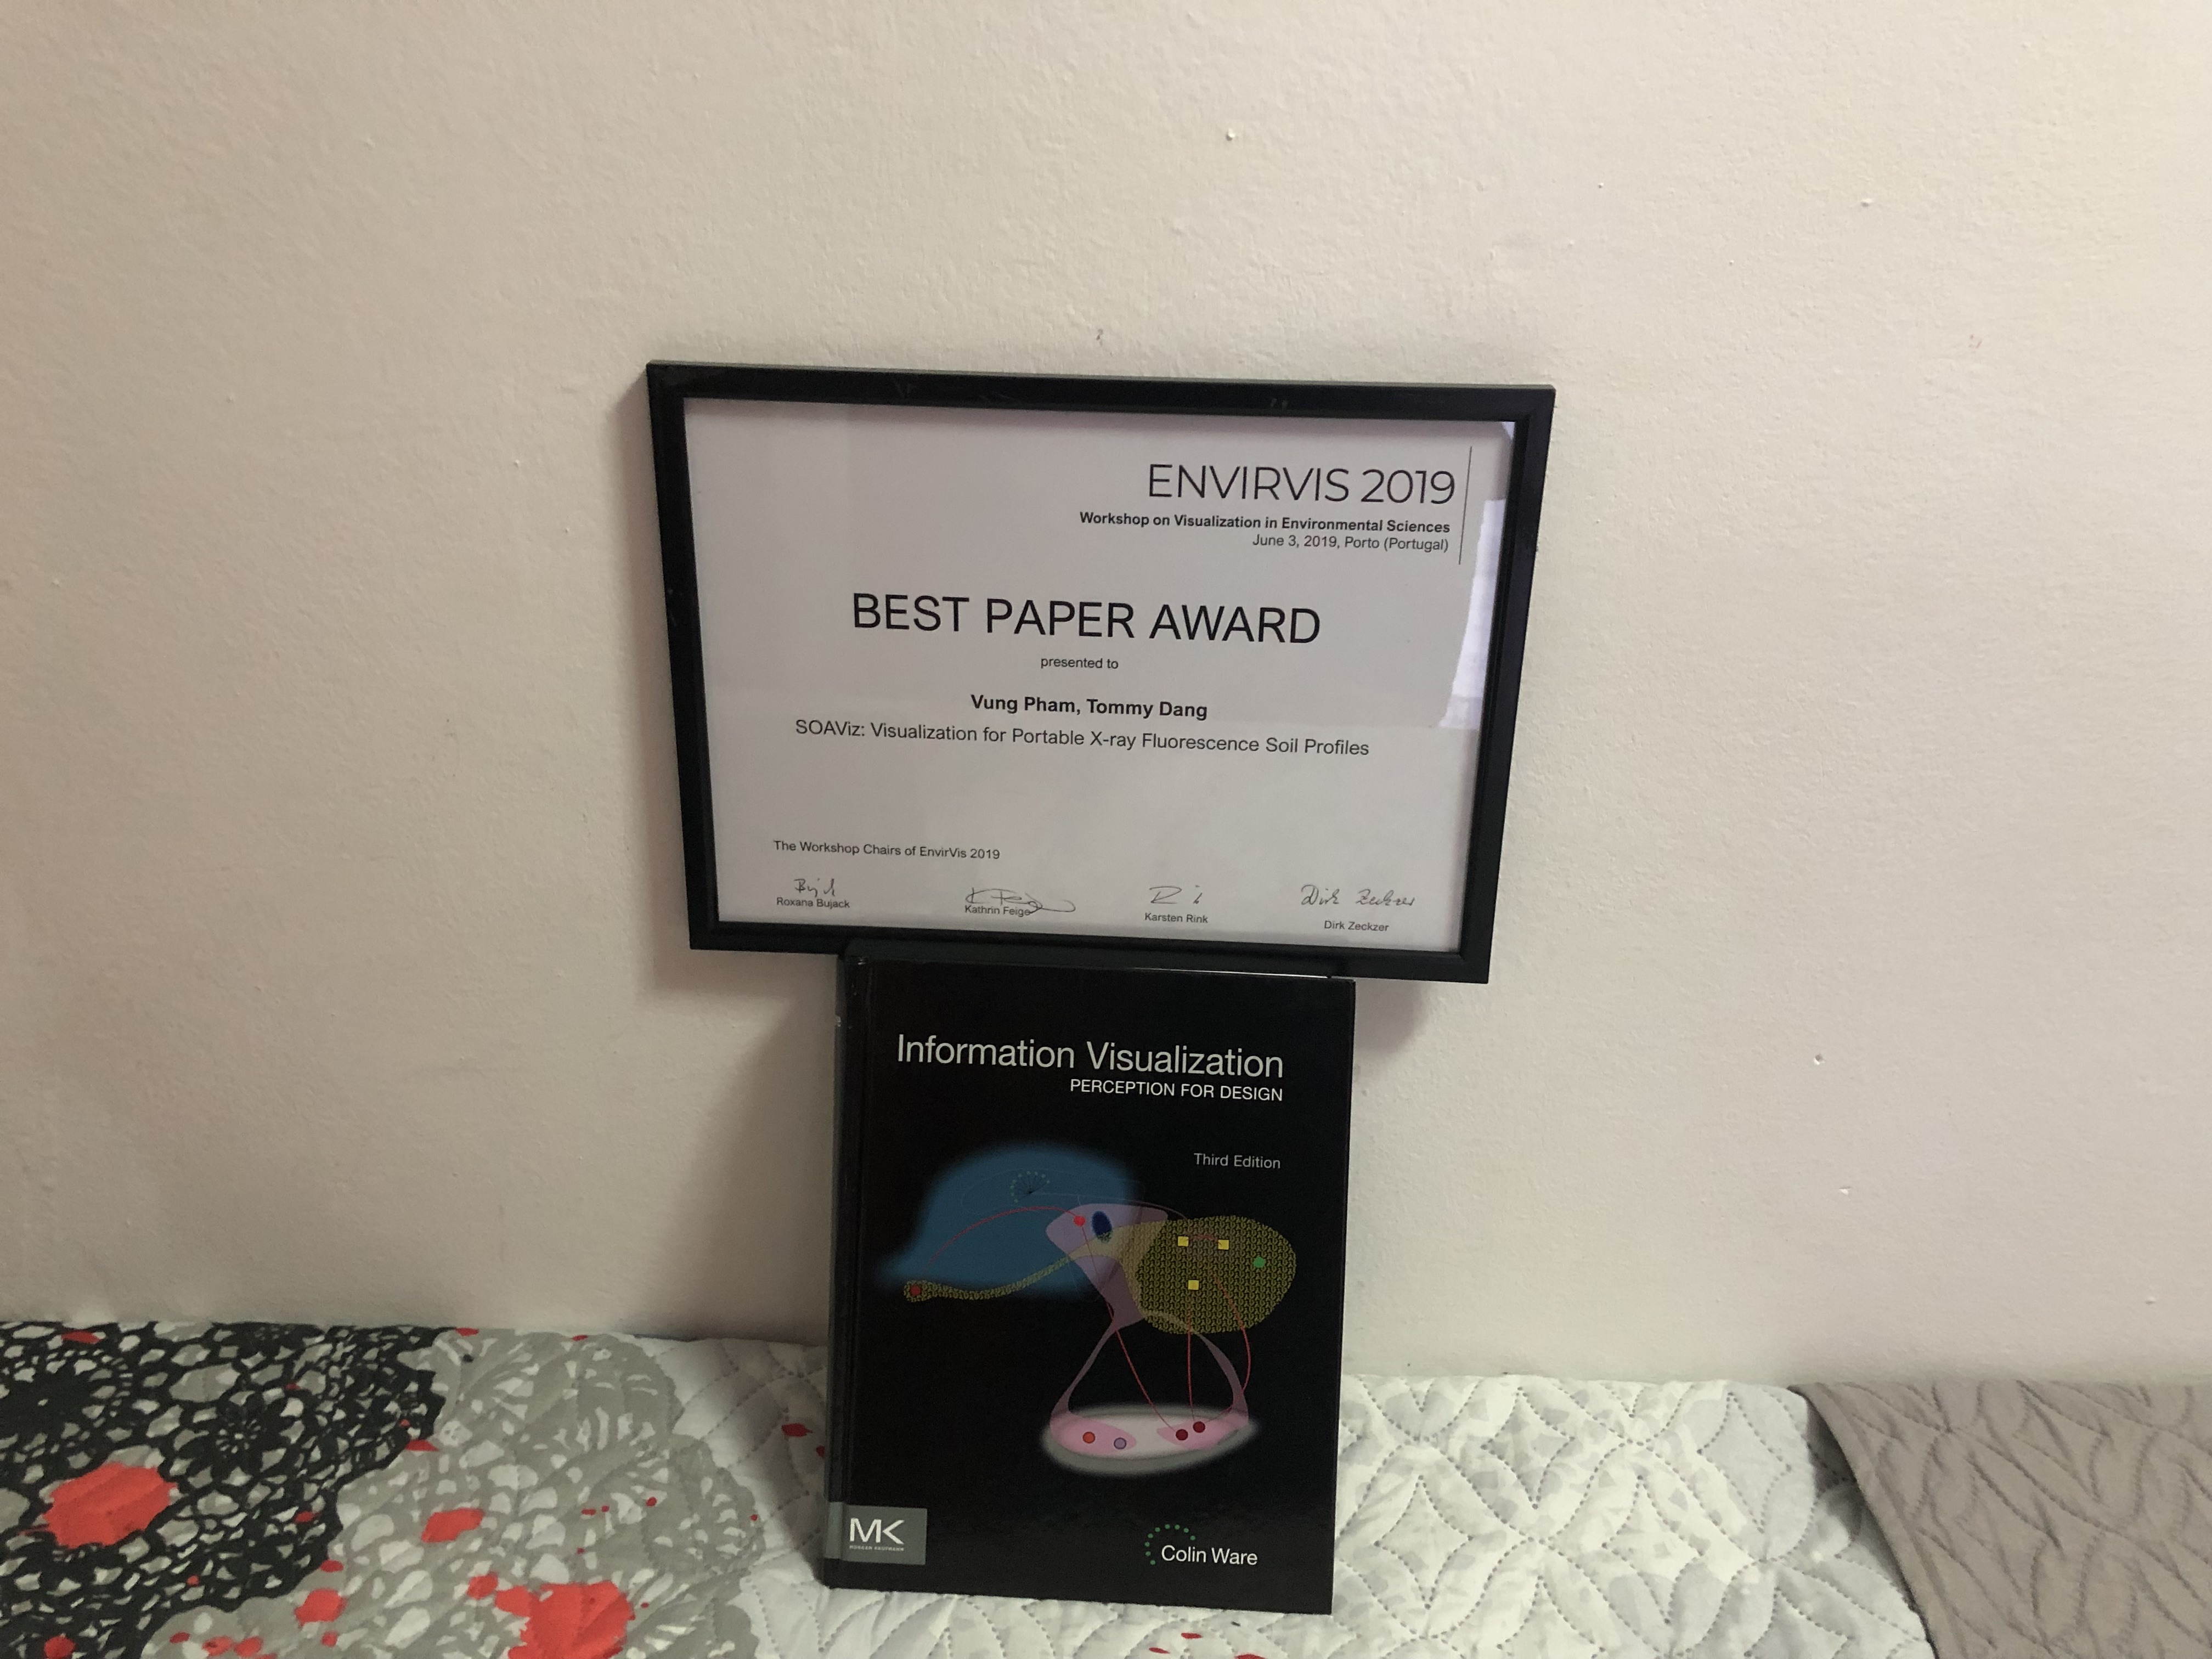 ENVIRVIS 2019
Workshop on Visualization in Environmental Sciences
June 3, 2019, Porto (Portugal)
BEST PAPER AWARD
presented to
Vung Pham, Tommy Dang
SOAViz: Visualization for Portable X-ray Fluorescence Soil Profiles
The Workshop Chairs of EnvirVis 2019
Roxana Bujack
Kathrin Feige
Karsten Rink
Dirk Zeckzer
Dirk Zeckzer
Information Visualization
PERCEPTION FOR DESIGN
Third Edition
MK
MORGAN KAUFMANN
Colin Ware